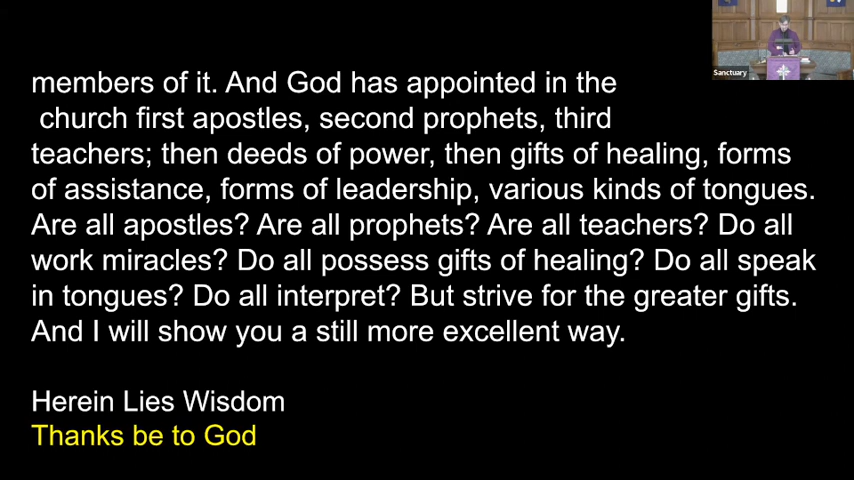 members of it. And God has appointed in the
church first apostles, second prophets, third
teachers; then deeds of power, then gifts of healing, forms
of assistance, forms of leadership, various kinds of tongues.
Are all apostles? Are all prophets? Are all teachers? Do all
work miracles? Do all possess gifts of healing? Do all speak
in tongues? Do all interpret? But strive for the greater gifts.
And I will show you a still more excellent way.
Herein Lies Wisdom
Thanks be to God
Sanctuary